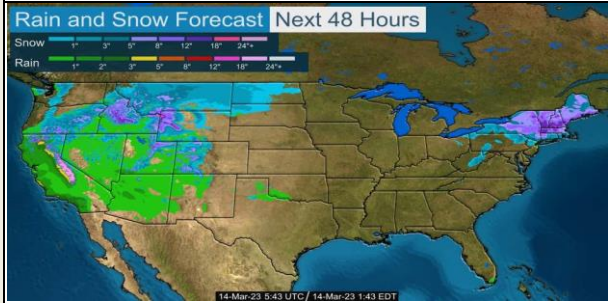 Rain and Snow Forecast Next 48 Hours
Snow
1" 3" 5" 8" 12" 18" 24"+
Rain
1" 2" 3" 5" 8" 12" 18" 24"+
14-Mar-23 5:43 UTC / 14-Mar-23 1:43 EDT